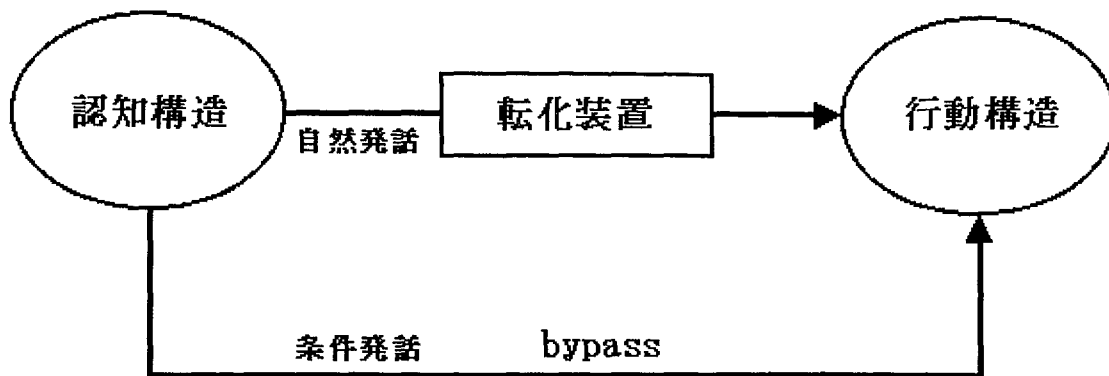 認知構造
自然発話
転化装置
行動構造
条件発話 bypass